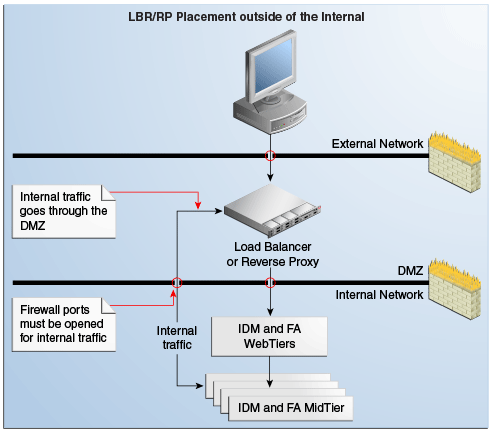 LBR/RP Placement outside of the Internal
External Network
Internal traffic
goes through the
DMZ
Load Balancer
or Reverse Proxy
DMZ
Internal Network
Firewall ports
must be opened
for internal traffic
Internal
traffic
IDM and FA
WebTiers
IDM and FA MidTier